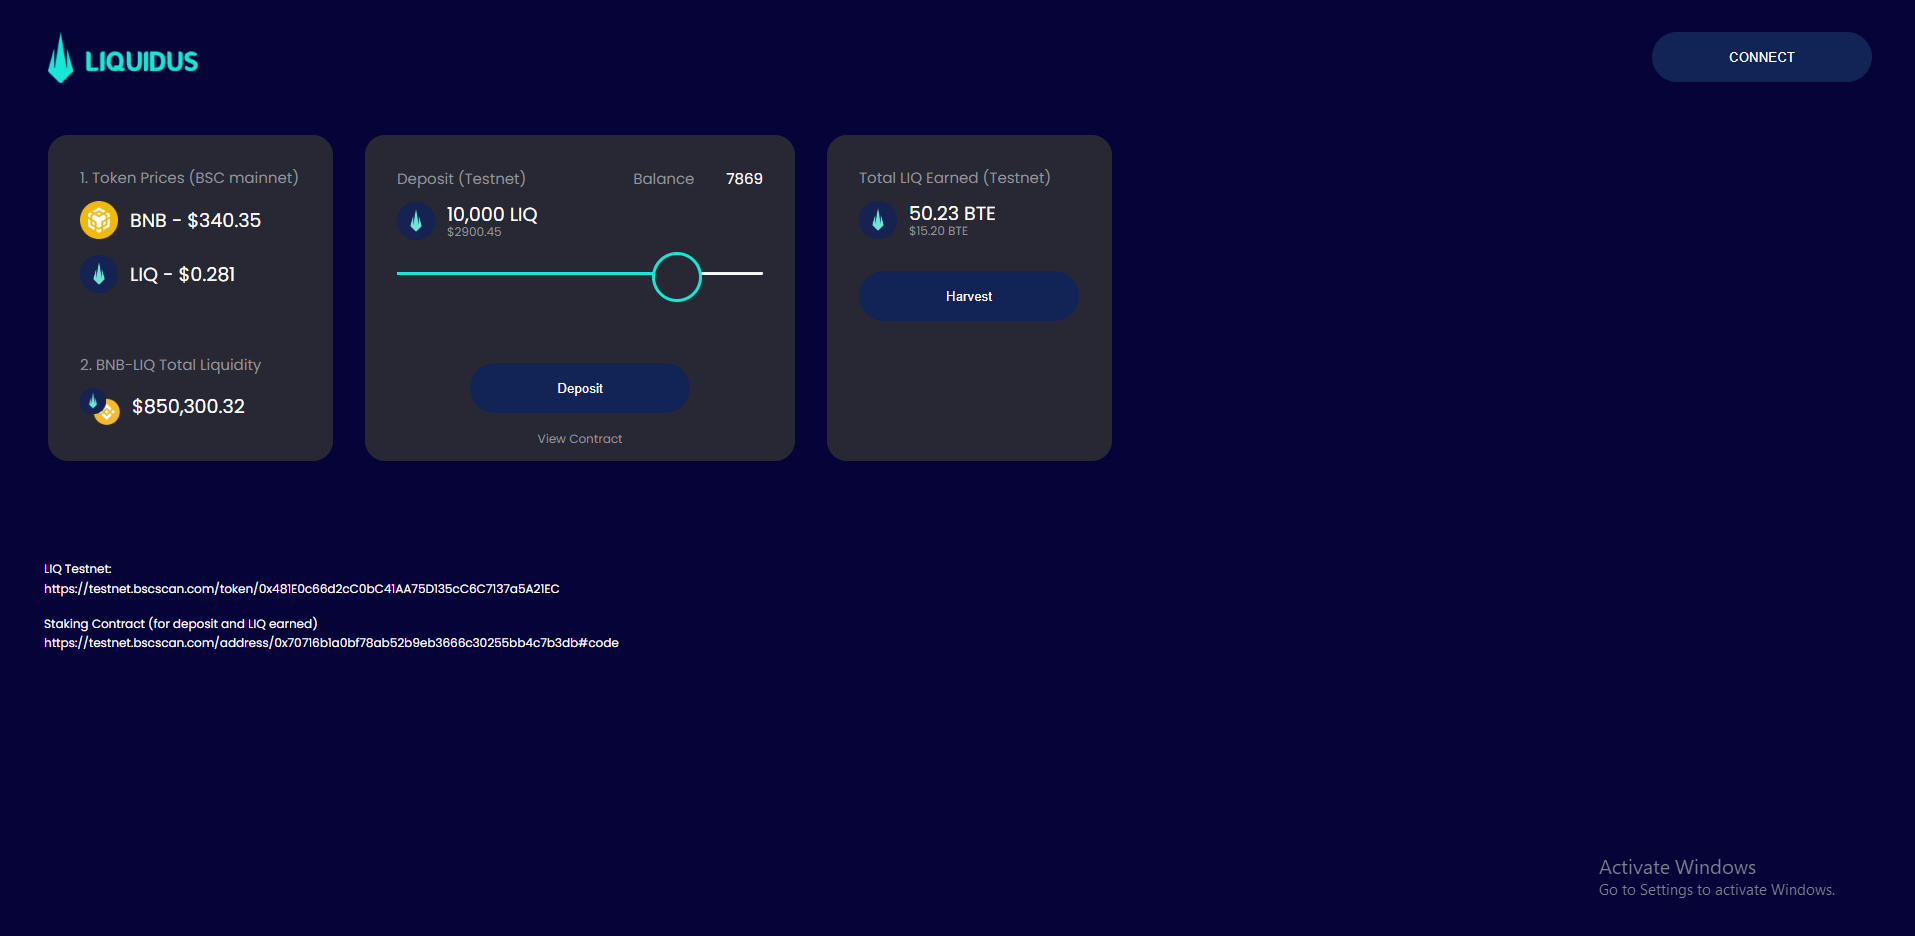 LIQUIDUS
CONNECT
1. Token Prices (BSC mainnet)
BNB - $340.35
LIQ - $0.281
2. BNB-LIQ Total Liquidity
$850,300.32
Deposit (Testnet) Balance 7869
10,000 LIQ
$2900.45
Deposit
View Contract
Total LIQ Earned (Testnet)
50.23 BTE
$15.20 BTE
Harvest
LIQ Testnet:
https://testnet.bscscan.com/token/0x481E0c66d2cC0bC41AA75D135cC6C7137a5A21EC
Staking Contract (for deposit and LIQ earned)
https://testnet.bscscan.com/address/0x70716b1a0bf78ab52b9eb3666c30255bb4c7b3db#code
Activate Windows
Go to Settings to activate Windows.